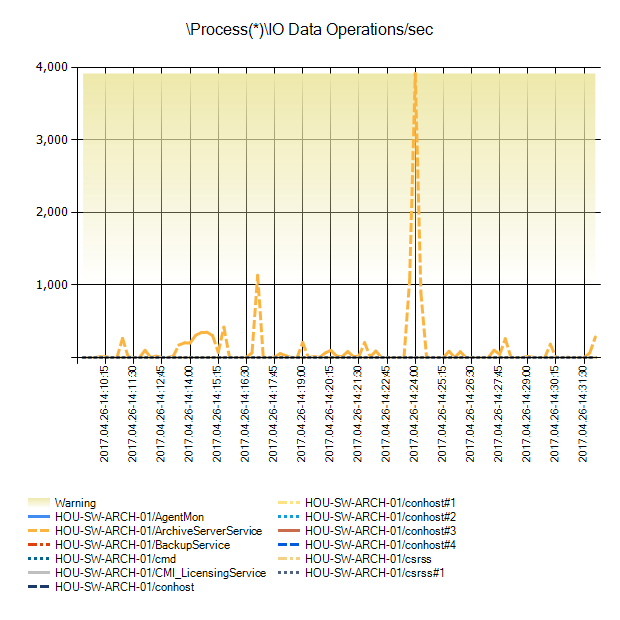 \Process(*)\IO Data Operations/sec
4,000
3,000
2,000
1,000
2017.04.26-14:10:15
2017.04.26-14:11:30
2017.04.26-14:12:45
2017.04.26-14:14:00
2017.04.26-14:15:15
2017.04.26-14:16:30
2017.04.26-14:17:45
2017.04.26-14:19:00
2017.04.26-14:20:15
2017.04.26-14:21:30
2017.04.26-14:22:45
2017.04.26-14:24:00
2017.04.26-14:25:15
2017.04.26-14:26:30
2017.04.26-14:27:45
2017.04.26-14:29:00
2017.04.26-14:30:15
2017.04.26-14:31:30
Warning
HOU-SW-ARCH-01/AgentMon
HOU-SW-ARCH-01/ArchiveServerService
HOU-SW-ARCH-01/BackupService
HOU-SW-ARCH-01/cmd
HOU-SW-ARCH-01/CMI_LicensingService
HOU-SW-ARCH-01/conhost
HOU-SW-ARCH-01/conhost#1
HOU-SW-ARCH-01/conhost#2
HOU-SW-ARCH-01/conhost#3
HOU-SW-ARCH-01/conhost#4
HOU-SW-ARCH-01/csrss
HOU-SW-ARCH-01/csrss#1